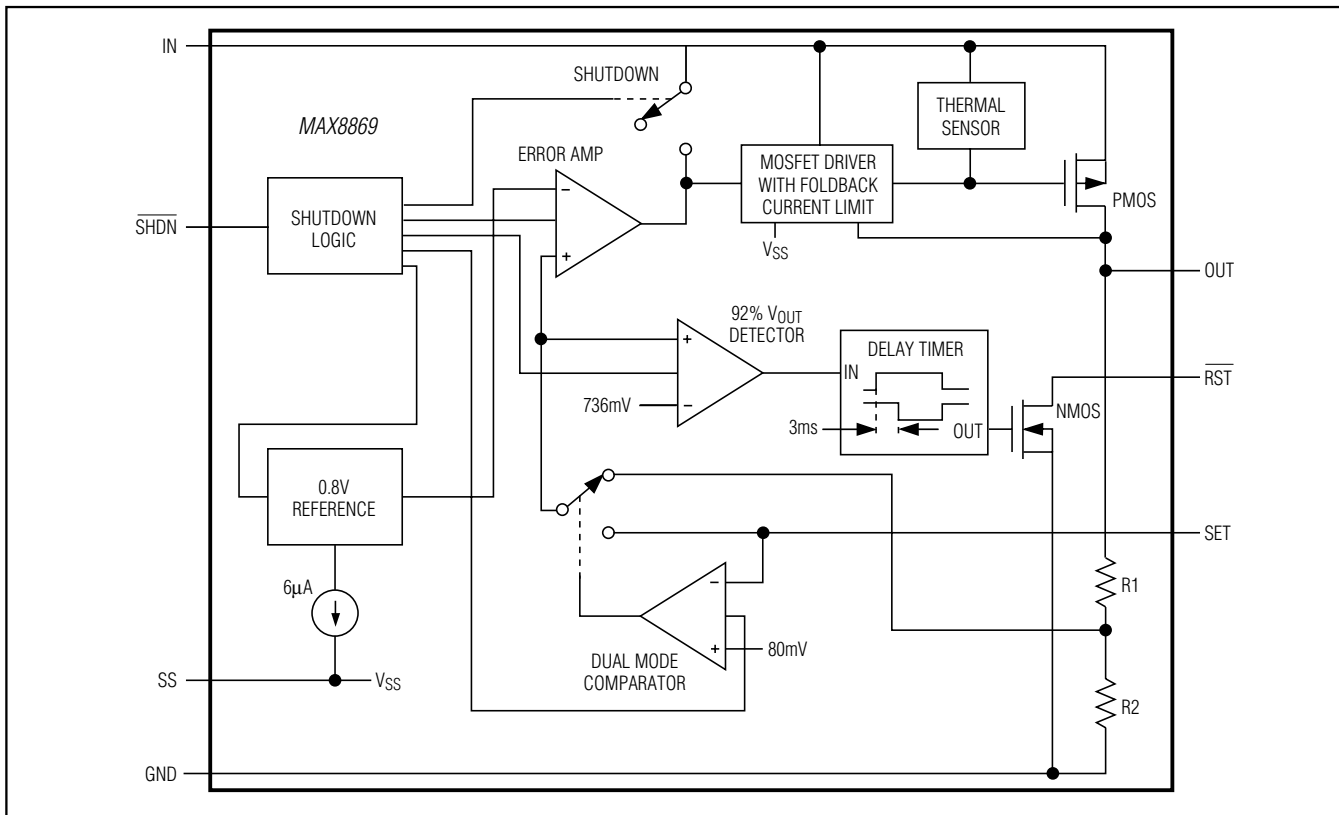 IN
SHUTDOWN
THERMAL
SENSOR
MAX8869
ERROR AMP
MOSFET DRIVER
WITH FOLDBACK
CURRENT LIMIT
PMOS
−
+
SHDN
SHUTDOWN
LOGIC
VSS
OUT
92% VOUT
DETECTOR
DELAY TIMER
+
−
IN
RST
736mV
3ms
OUT
NMOS
0.8V
REFERENCE
SET
6µA
−
+
80mV
R1
DUAL MODE
COMPARATOR
SS
VSS
R2
GND